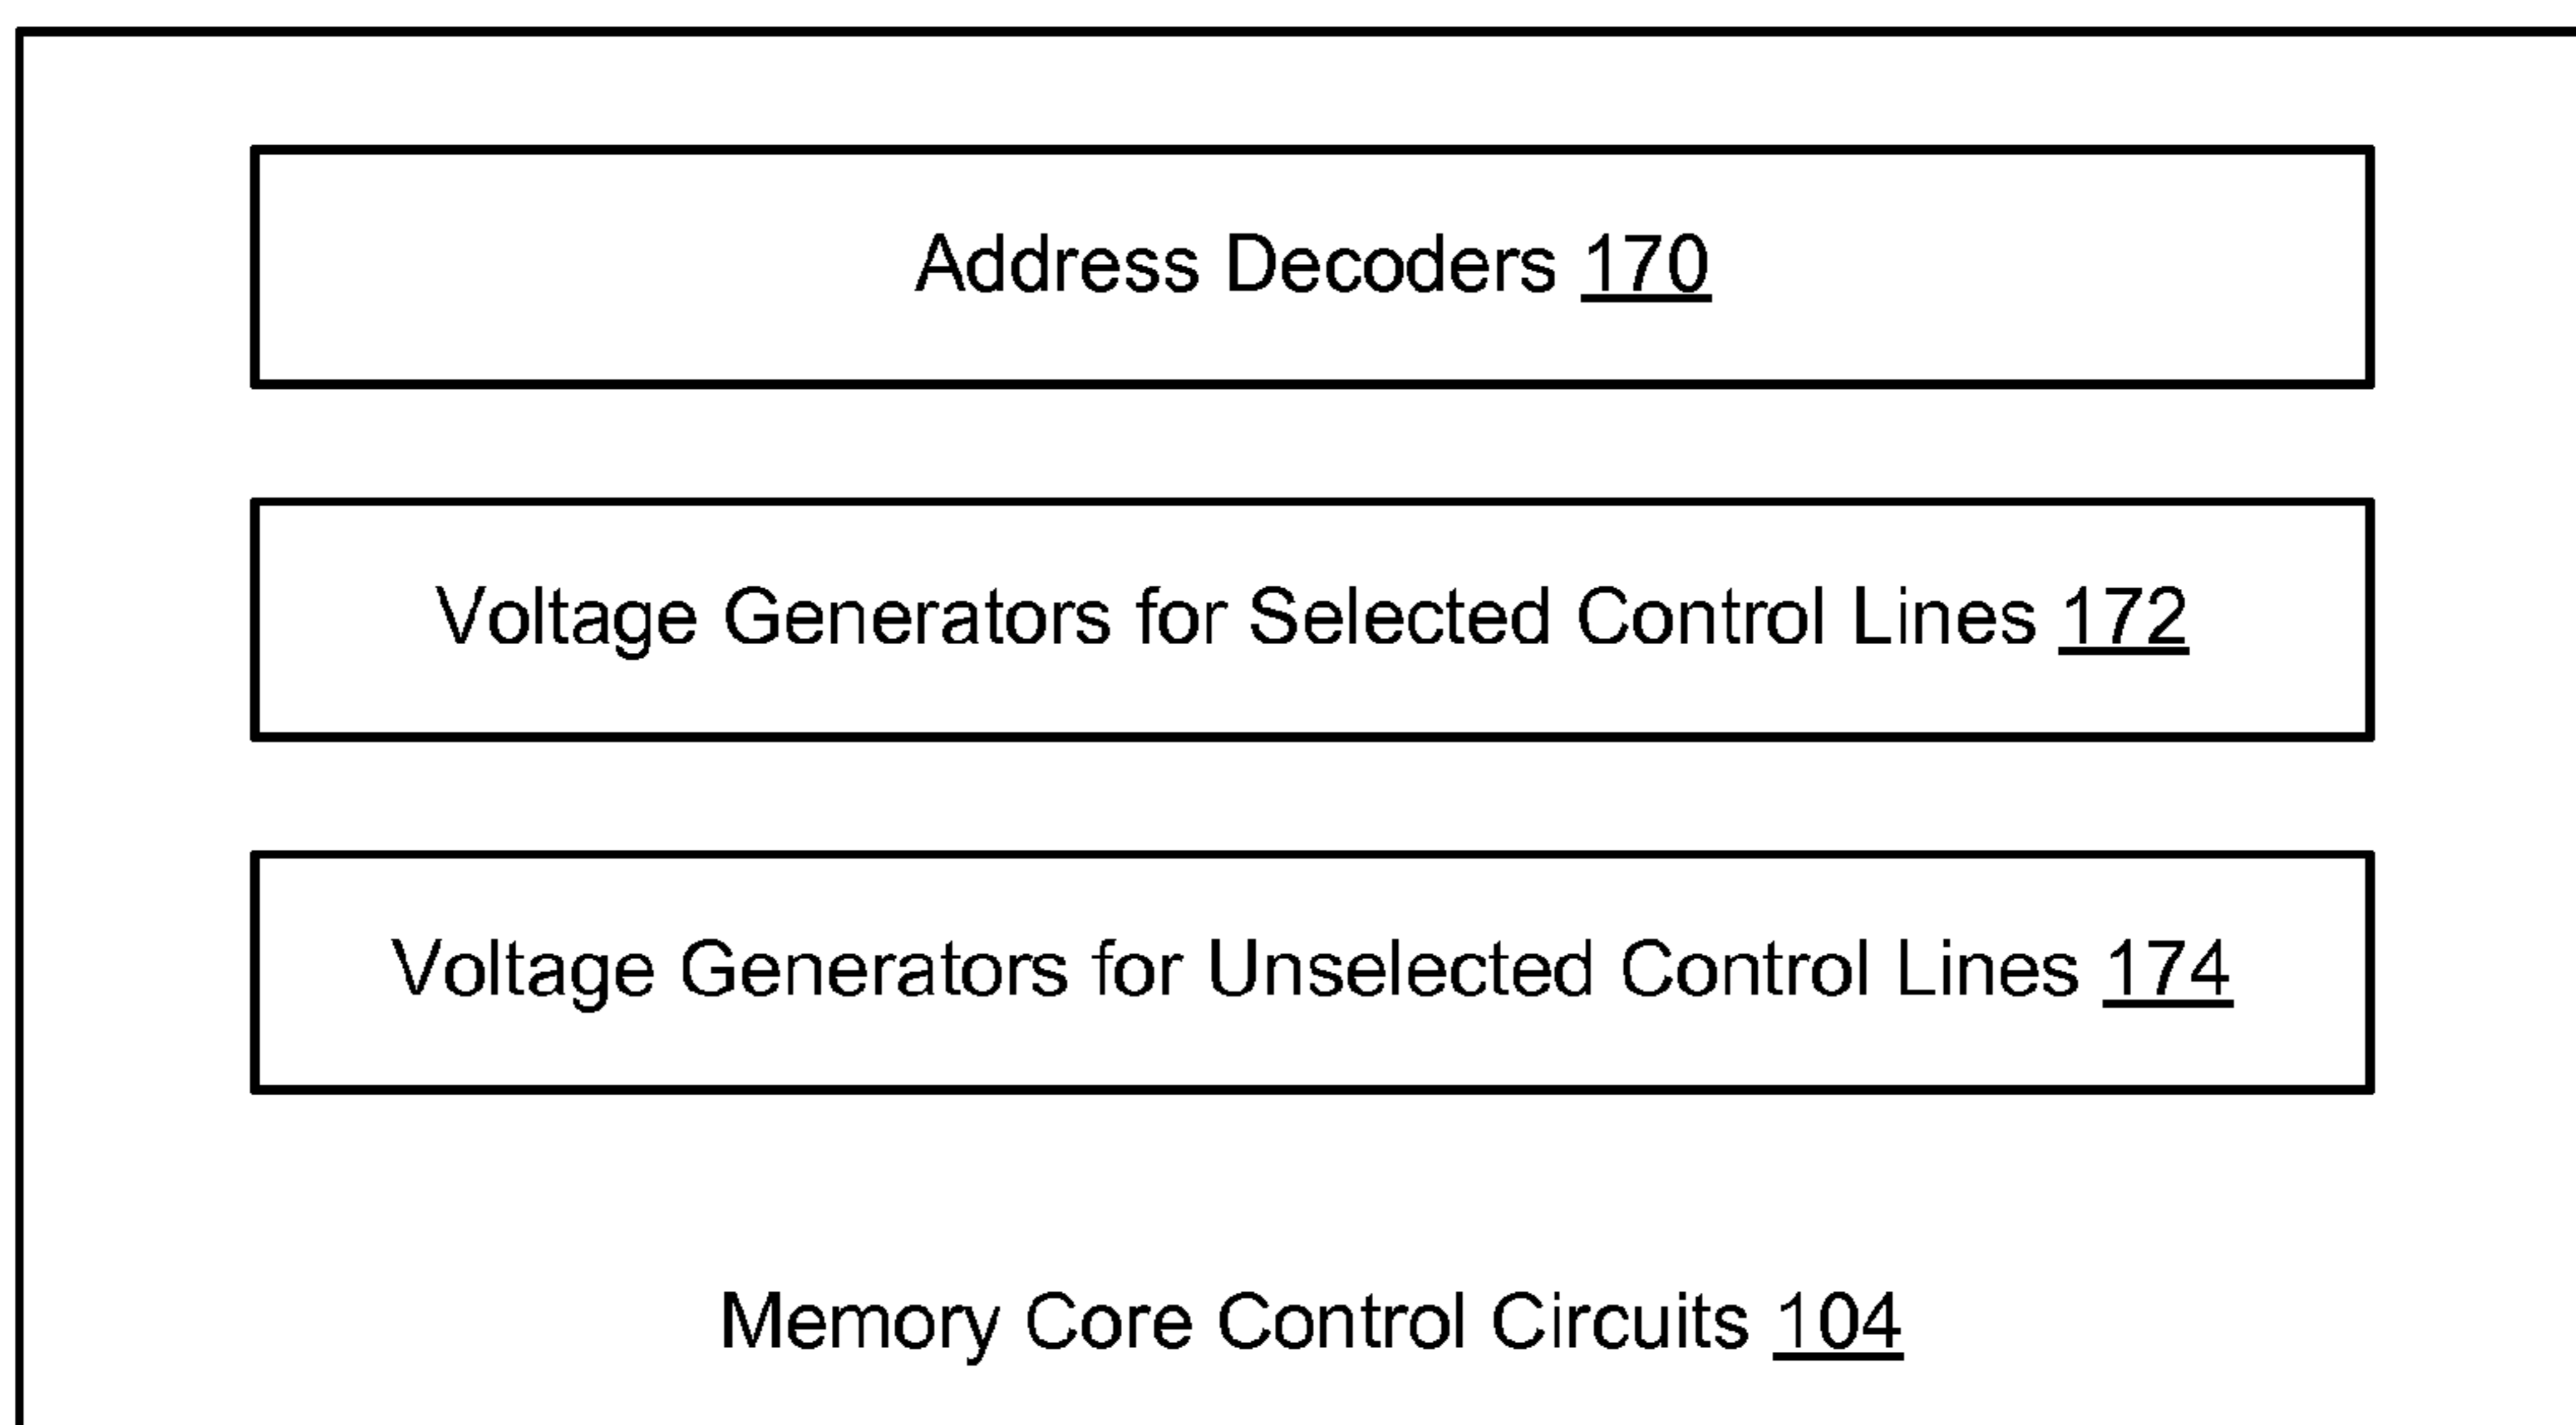 Address Decoders 170
Voltage Generators for Selected Control Lines 172
Voltage Generators for Unselected Control Lines 174
Memory Core Control Circuits 104